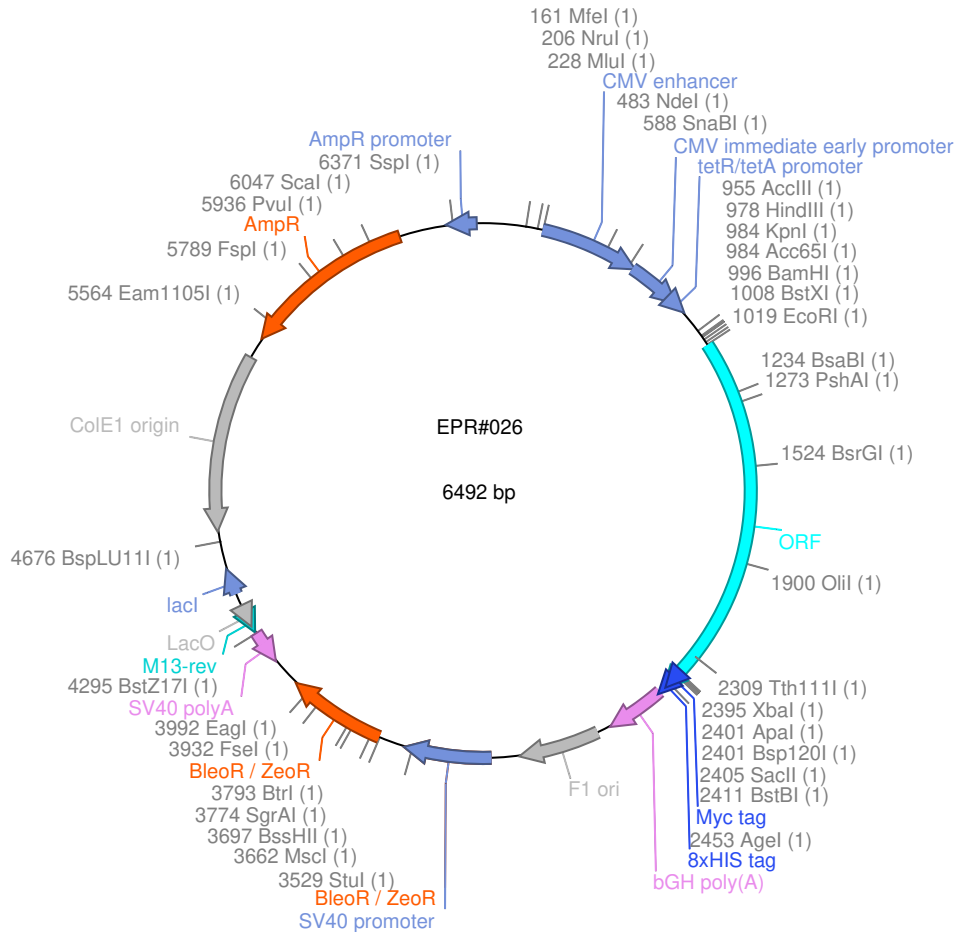 161 MfeI (1)
206 NruI (1)
228 MluI (1)
CMV enhancer
483 NdeI (1)
588 SnaBI (1)
CMV immediate early promoter
tetR/tetA promoter
955 AccIII (1)
978 HindIII (1)
984 KpnI (1)
984 Acc65I (1)
996 BamHI (1)
1008 BstXI (1)
1019 EcoRI (1)
1234 BsaBI (1)
1273 PshAI (1)
1524 BsrGI (1)
ORF
1900 OliI (1)
2309 Tth111I (1)
2395 XbaI (1)
2401 ApaI (1)
2401 Bsp120I (1)
2405 SacII (1)
2411 BstBI (1)
Myc tag
2453 AgeI (1)
8xHIS tag
bGH poly(A)
F1 ori
SV40 promoter
BleoR / ZeoR
3529 StuI (1)
3662 MscI (1)
3697 BssHII (1)
3774 SgrAI (1)
3793 BtrI (1)
BleoR / ZeoR
3932 FseI (1)
3992 EagI (1)
SV40 polyA
4295 BstZ17I (1)
M13-rev
LacO
lacI
4676 BspLU11I (1)
ColE1 origin
5564 Eam1105I (1)
5789 FspI (1)
AmpR
5936 PvuI (1)
6047 ScaI (1)
6371 SspI (1)
AmpR promoter
EPR#026
6492 bp